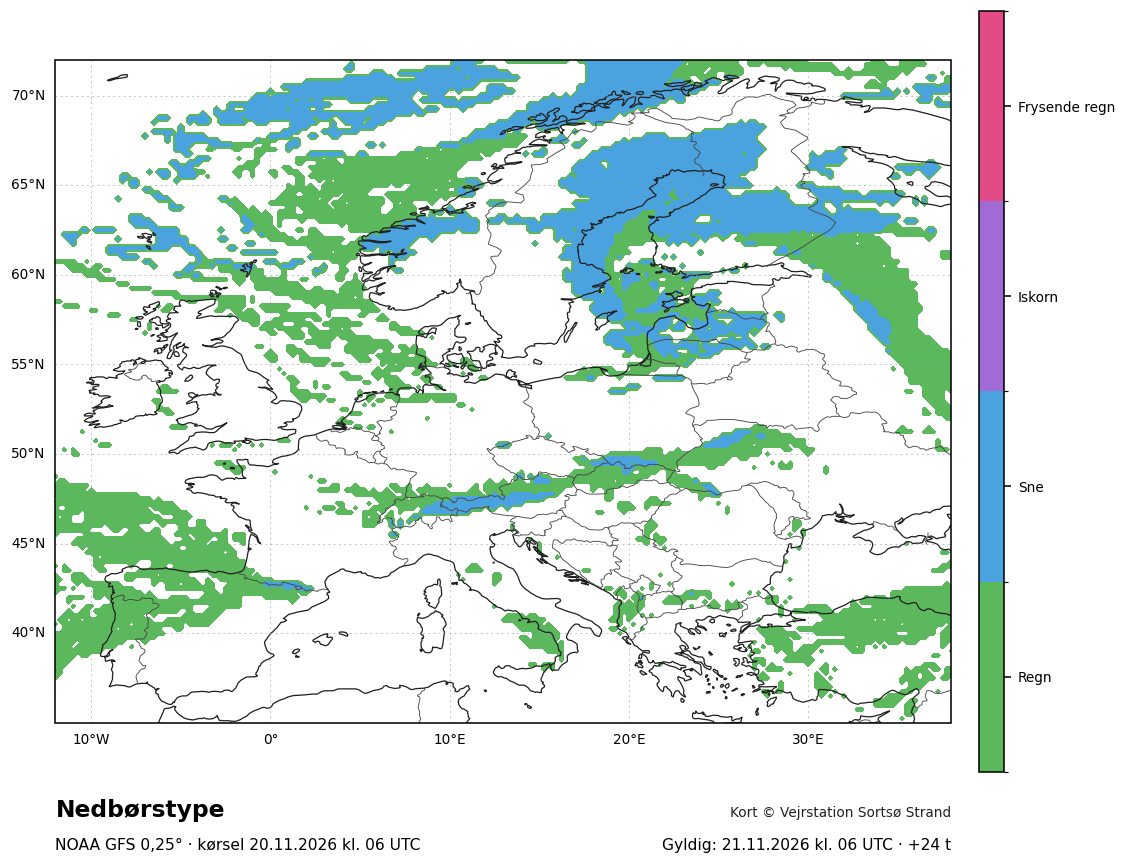 Frysende regn
Iskorn
Sne
Regn
70°N
65°N
60°N
55°N
50°N
45°N
40°N
10°W
0°
10°E
20°E
30°E
Nedbørstype
Kort © Vejrstation Sortsø Strand
NOAA GFS 0,25° · kørsel 20.11.2026 kl. 06 UTC
Gyldig: 21.11.2026 kl. 06 UTC · +24 t